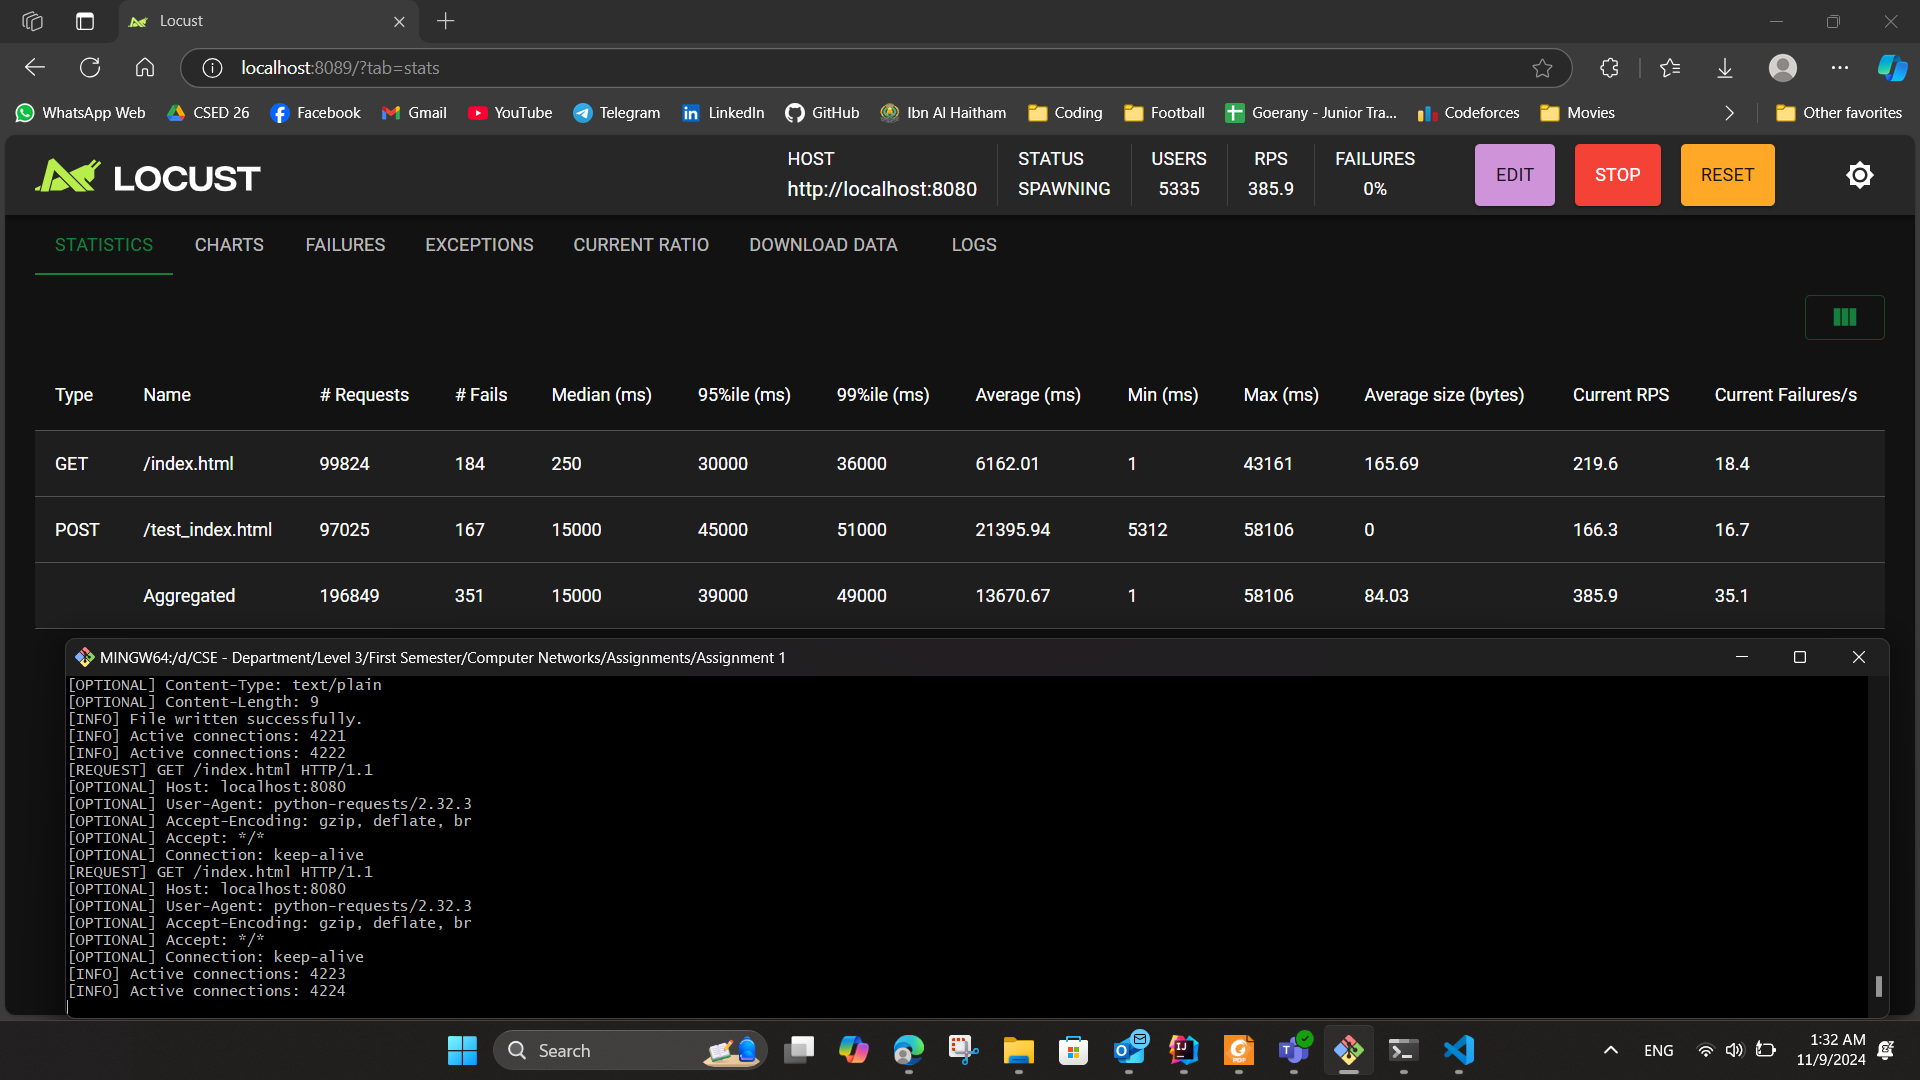 Locust
localhost:8089/?tab=stats
WhatsApp Web CSED 26 Facebook Gmail YouTube Telegram LinkedIn GitHub Ibn Al Haitham Coding Football Goerany - Junior Tra... Codeforces Movies Other favorites
LOCUST
HOST STATUS USERS RPS FAILURES
http://localhost:8080 SPAWNING 5335 385.9 0%
EDIT STOP RESET
STATISTICS CHARTS FAILURES EXCEPTIONS CURRENT RATIO DOWNLOAD DATA LOGS
Type Name # Requests # Fails Median (ms) 95%ile (ms) 99%ile (ms) Average (ms) Min (ms) Max (ms) Average size (bytes) Current RPS Current Failures/s
GET /index.html 99824 184 250 30000 36000 6162.01 1 43161 165.69 219.6 18.4
POST /test_index.html 97025 167 15000 45000 51000 21395.94 5312 58106 0 166.3 16.7
Aggregated 196849 351 15000 39000 49000 13670.67 1 58106 84.03 385.9 35.1
MINGW64:/d/CSE - Department/Level 3/First Semester/Computer Networks/Assignments/Assignment 1
[OPTIONAL] Content-Type: text/plain
[OPTIONAL] Content-Length: 9
[INFO] File written successfully.
[INFO] Active connections: 4221
[INFO] Active connections: 4222
[REQUEST] GET /index.html HTTP/1.1
[OPTIONAL] Host: localhost:8080
[OPTIONAL] User-Agent: python-requests/2.32.3
[OPTIONAL] Accept-Encoding: gzip, deflate, br
[OPTIONAL] Accept: */*
[OPTIONAL] Connection: keep-alive
[REQUEST] GET /index.html HTTP/1.1
[OPTIONAL] Host: localhost:8080
[OPTIONAL] User-Agent: python-requests/2.32.3
[OPTIONAL] Accept-Encoding: gzip, deflate, br
[OPTIONAL] Accept: */*
[OPTIONAL] Connection: keep-alive
[INFO] Active connections: 4223
[INFO] Active connections: 4224
Search
ENG
1:32 AM
11/9/2024